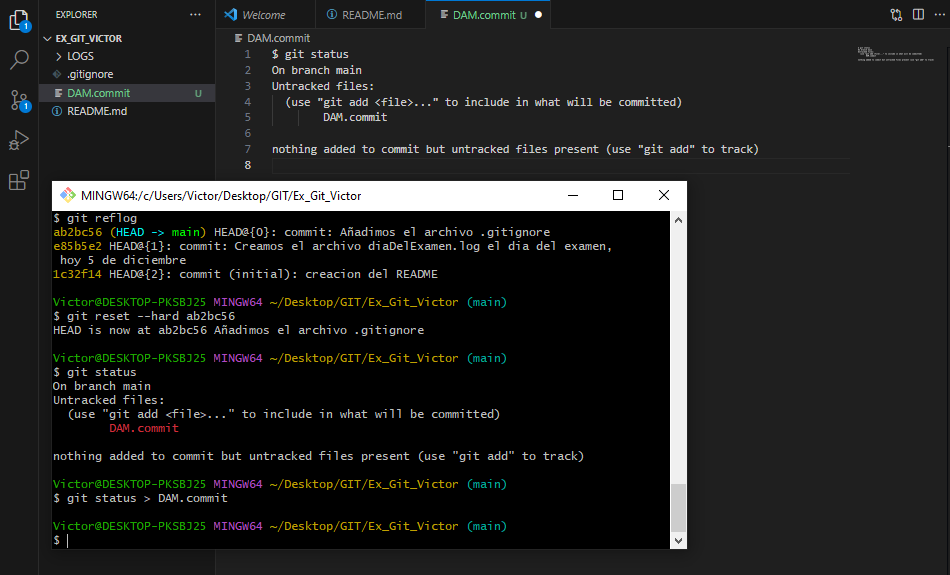 EXPLORER
Welcome
README.md
DAM.commit U
EX_GIT_VICTOR
LOGS
.gitignore
DAM.commit U
README.md
1
1
DAM.commit
1 $ git status
2 On branch main
3 Untracked files:
4 (use "git add <file>..." to include in what will be committed)
5 DAM.commit
6
7 nothing added to commit but untracked files present (use "git add" to track)
8
MINGW64:/c/Users/Victor/Desktop/GIT/Ex_Git_Victor
$ git reflog
ab2bc56 (HEAD -> main) HEAD@{0}: commit: Añadimos el archivo .gitignore
e85b5e2 HEAD@{1}: commit: Creamos el archivo diaDelExamen.log el dia del examen,
hoy 5 de diciembre
1c32f14 HEAD@{2}: commit (initial): creacion del README
Victor@DESKTOP-PKSBJ25 MINGW64 ~/Desktop/GIT/Ex_Git_Victor (main)
$ git reset --hard ab2bc56
HEAD is now at ab2bc56 Añadimos el archivo .gitignore
Victor@DESKTOP-PKSBJ25 MINGW64 ~/Desktop/GIT/Ex_Git_Victor (main)
$ git status
On branch main
Untracked files:
(use "git add <file>..." to include in what will be committed)
DAM.commit
nothing added to commit but untracked files present (use "git add" to track)
Victor@DESKTOP-PKSBJ25 MINGW64 ~/Desktop/GIT/Ex_Git_Victor (main)
$ git status > DAM.commit
Victor@DESKTOP-PKSBJ25 MINGW64 ~/Desktop/GIT/Ex_Git_Victor (main)
$